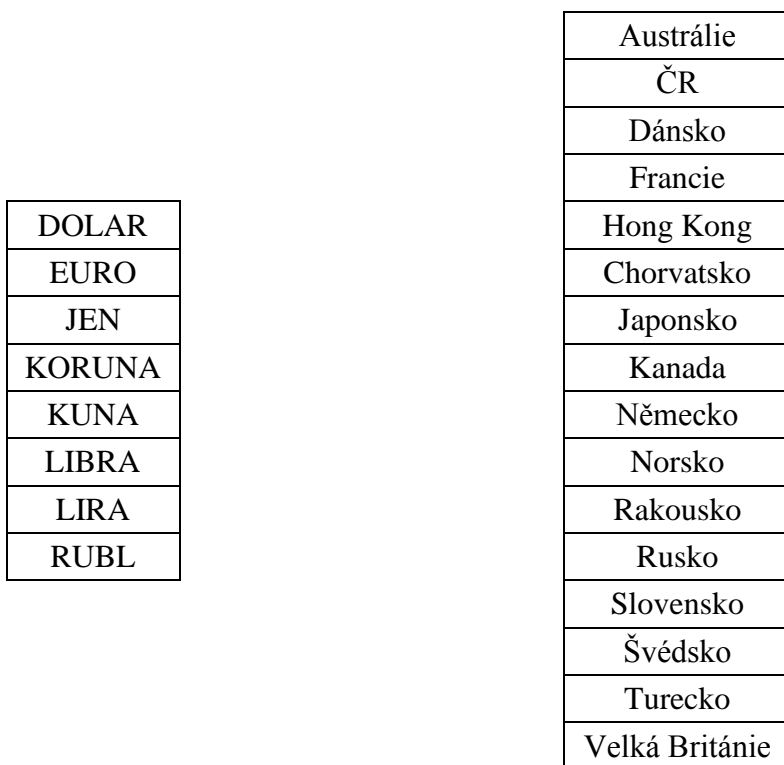 DOLAR
EURO
JEN
KORUNA
KUNA
LIBRA
LIRA
RUBL
Austrálie
ČR
Dánsko
Francie
Hong Kong
Chorvatsko
Japonsko
Kanada
Německo
Norsko
Rakousko
Rusko
Slovensko
Švédsko
Turecko
Velká Británie